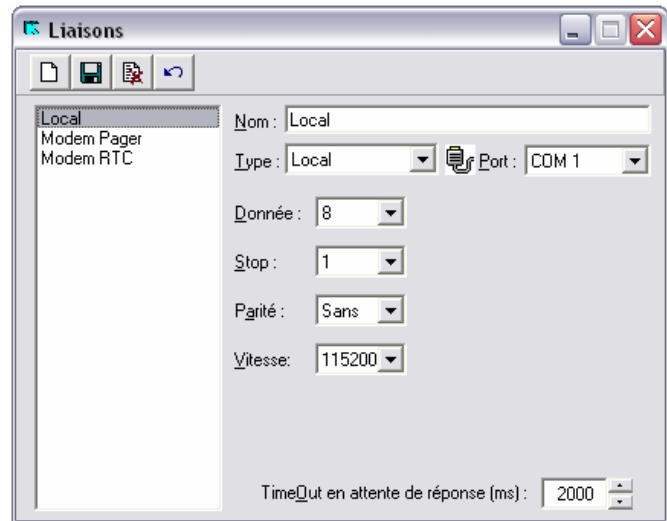 Liaisons
Local
Modem Pager
Modem RTC
Nom : Local
Type : Local Port : COM 1
Donnée : 8
Stop : 1
Parité : Sans
Vitesse: 115200
TimeOut en attente de réponse (ms) : 2000